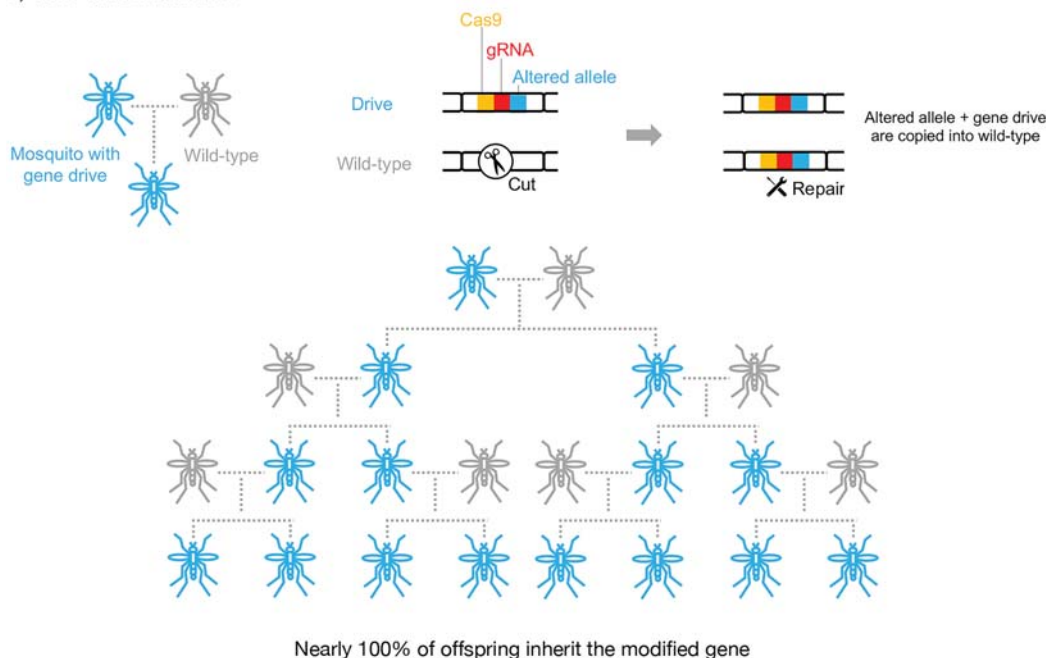 Cas9
gRNA
Altered allele
Drive
Altered allele + gene drive
are copied into wild-type
Mosquito with
gene drive
Wild-type
Wild-type
Cut
Repair
Nearly 100% of offspring inherit the modified gene